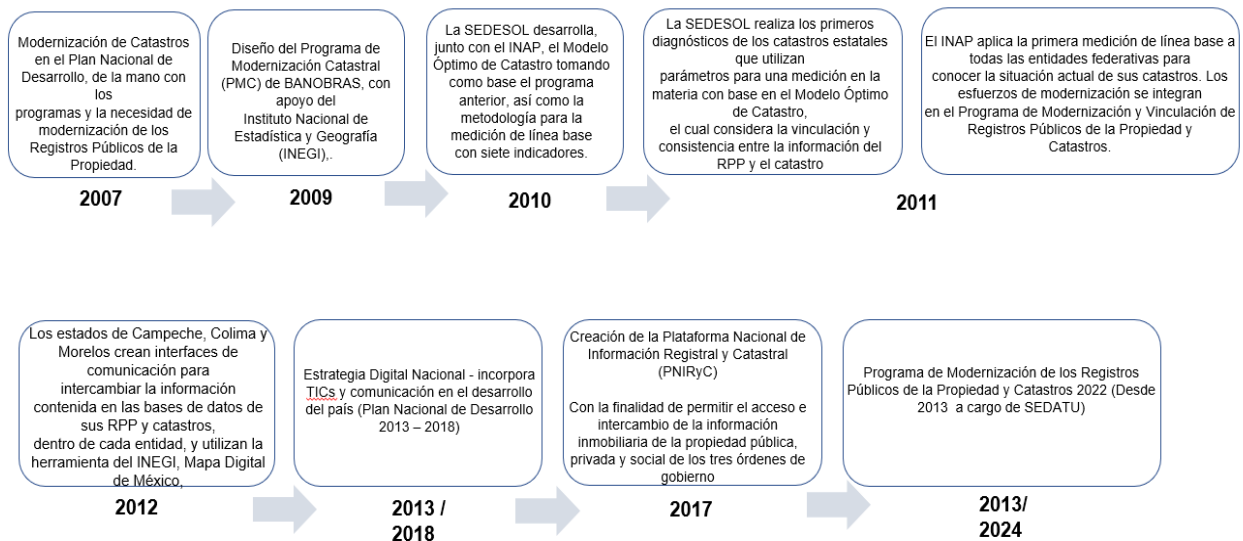 Modernización de Catastros
en el Plan Nacional de
Desarrollo, de la mano con
los
programas y la necesidad de
modernización de los
Registros Públicos de la
Propiedad.
2007
Diseño del Programa de
Modernización Catastral
(PMC) de BANOBRAS, con
apoyo del
Instituto Nacional de
Estadística y Geografía
(INEGI),.
2009
La SEDESOL desarrolla,
junto con el INAP, el Modelo
Óptimo de Catastro tomando
como base el programa
anterior, así como la
metodología para la
medición de línea base
con siete indicadores.
2010
La SEDESOL realiza los primeros
diagnósticos de los catastros estatales
que utilizan
parámetros para una medición en la
materia con base en el Modelo Óptimo
de Catastro,
el cual considera la vinculación y
consistencia entre la información del
RPP y el catastro
El INAP aplica la primera medición de línea base a
todas las entidades federativas para
conocer la situación actual de sus catastros. Los
esfuerzos de modernización se integran
en el Programa de Modernización y Vinculación de
Registros Públicos de la Propiedad y
Catastros.
2011
Los estados de Campeche, Colima y
Morelos crean interfaces de
comunicación para
intercambiar la información
contenida en las bases de datos de
sus RPP y catastros,
dentro de cada entidad, y utilizan la
herramienta del INEGI, Mapa Digital
de México,
2012
Estrategia Digital Nacional - incorpora
TICs y comunicación en el desarrollo
del país (Plan Nacional de Desarrollo
2013 – 2018)
2013 /
2018
Creación de la Plataforma Nacional de
Información Registral y Catastral
(PNIRyC)
Con la finalidad de permitir el acceso e
intercambio de la información
inmobiliaria de la propiedad pública,
privada y social de los tres órdenes de
gobierno
2017
Programa de Modernización de los Registros
Públicos de la Propiedad y Catastros 2022 (Desde
2013 a cargo de SEDATU)
2013/
2024